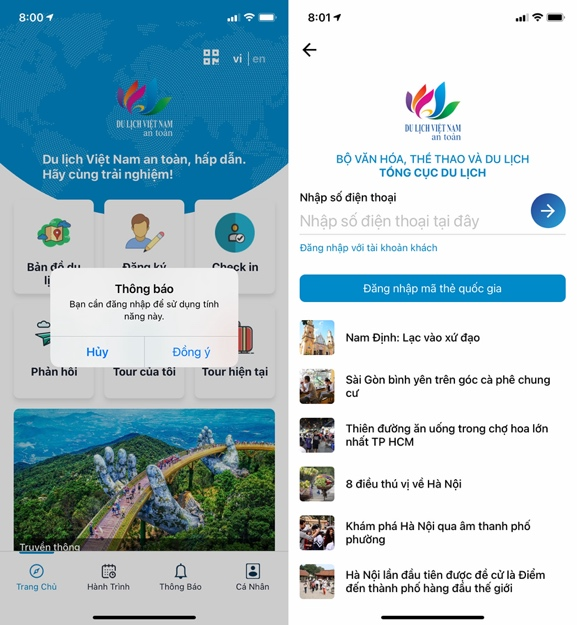 8:00
vi | en
DU LỊCH VIỆT NAM
an toàn
Du lịch Việt Nam an toàn, hấp dẫn.
Hãy cùng trải nghiệm!
Bản đồ du
Đăng ký
Check in
Thông báo
Bạn cần đăng nhập để sử dụng tính
năng này.
Hủy
Đồng ý
Phản hồi
Tour của tôi
Tour hiện tại
Truyền thông
Trang Chủ
Hành Trình
Thông Báo
Cá Nhân
8:01
DU LỊCH VIỆT NAM
an toàn
BỘ VĂN HÓA, THỂ THAO VÀ DU LỊCH
TỔNG CỤC DU LỊCH
Nhập số điện thoại
Nhập số điện thoại tại đây
Đăng nhập với tài khoản khách
Đăng nhập mã thẻ quốc gia
Nam Định: Lạc vào xứ đạo
Sài Gòn bình yên trên góc cà phê chung
cư
Thiên đường ăn uống trong chợ hoa lớn
nhất TP HCM
8 điều thú vị về Hà Nội
Khám phá Hà Nội qua âm thanh phố
phường
Hà Nội lần đầu tiên được đề cử là Điểm
đến thành phố hàng đầu thế giới